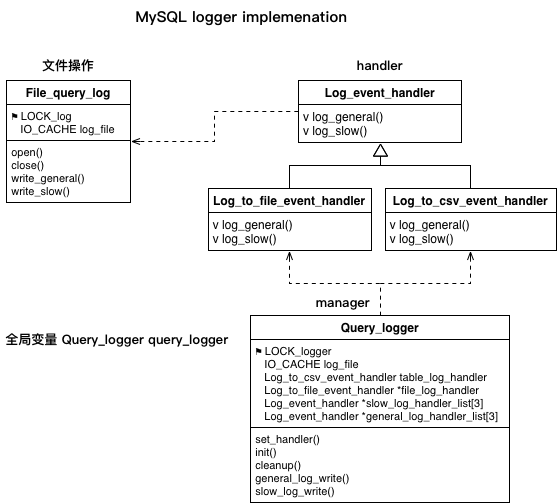 MySQL logger implemenation
文件操作
File_query_log
LOCK_log
IO_CACHE log_file
open()
close()
write_general()
write_slow()
handler
Log_event_handler
v log_general()
v log_slow()
Log_to_file_event_handler
v log_general()
v log_slow()
Log_to_csv_event_handler
v log_general()
v log_slow()
manager
全局变量 Query_logger query_logger
Query_logger
LOCK_logger
IO_CACHE log_file
Log_to_csv_event_handler table_log_handler
Log_to_file_event_handler *file_log_handler
Log_event_handler *slow_log_handler_list[3]
Log_event_handler *general_log_handler_list[3]
set_handler()
init()
cleanup()
general_log_write()
slow_log_write()